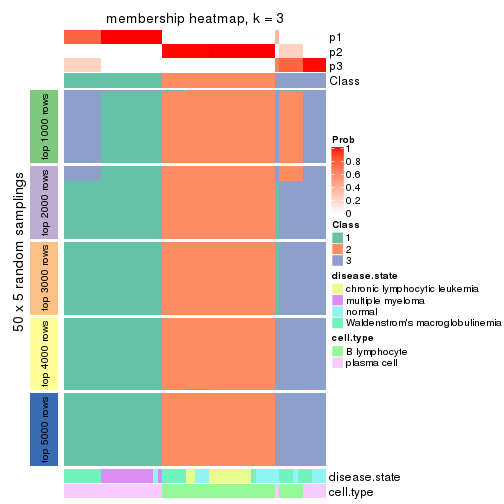 membership heatmap, k = 3
p1
p2
p3
Class
50 x 5 random samplings
top 1000 rows
top 2000 rows
top 3000 rows
top 4000 rows
top 5000 rows
Prob
1
0.8
0.6
0.4
0.2
0
Class
1
2
3
disease.state
chronic lymphocytic leukemia
multiple myeloma
normal
Waldenstrom's macroglobulinemia
cell.type
B lymphocyte
plasma cell
disease.state
cell.type